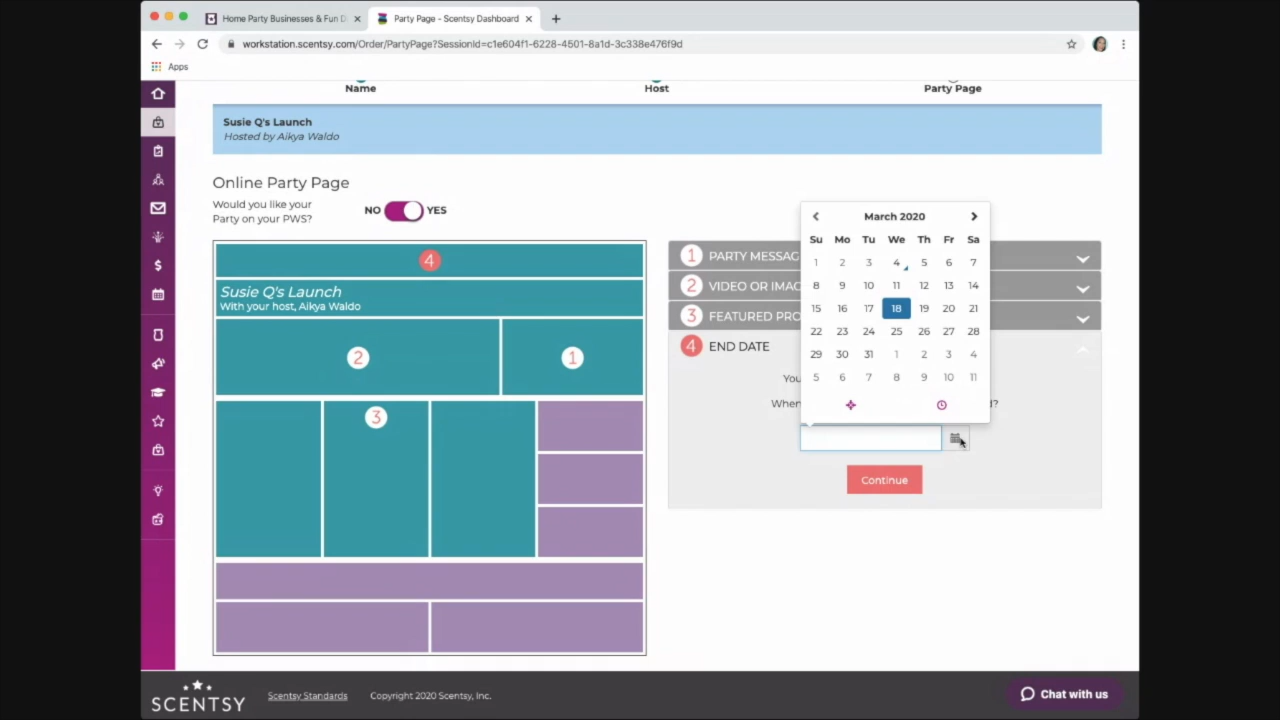 Home Party Businesses & Fun D
Party Page - Scentsy Dashboard
workstation.scentsy.com/Order/PartyPage?SessionId=c1e604f1-6228-4501-8a1d-3c338e476f9d
Apps
Name Host Party Page
Susie Q's Launch
Hosted by Aikya Waldo
Online Party Page
Would you like your
Party on your PWS?
NO YES
4
Susie Q's Launch
With your host, Aikya Waldo
2 1
3
1 PARTY MESSAG
2 VIDEO OR IMA
3 FEATURED PRO
4 END DATE
You
When d?
March 2020
Su Mo Tu We Th Fr Sa
1 2 3 4 5 6 7
8 9 10 11 12 13 14
15 16 17 18 19 20 21
22 23 24 25 26 27 28
29 30 31 1 2 3 4
5 6 7 8 9 10 11
Continue
SCENTSY
Scentsy Standards
Copyright 2020 Scentsy, Inc.
Chat with us